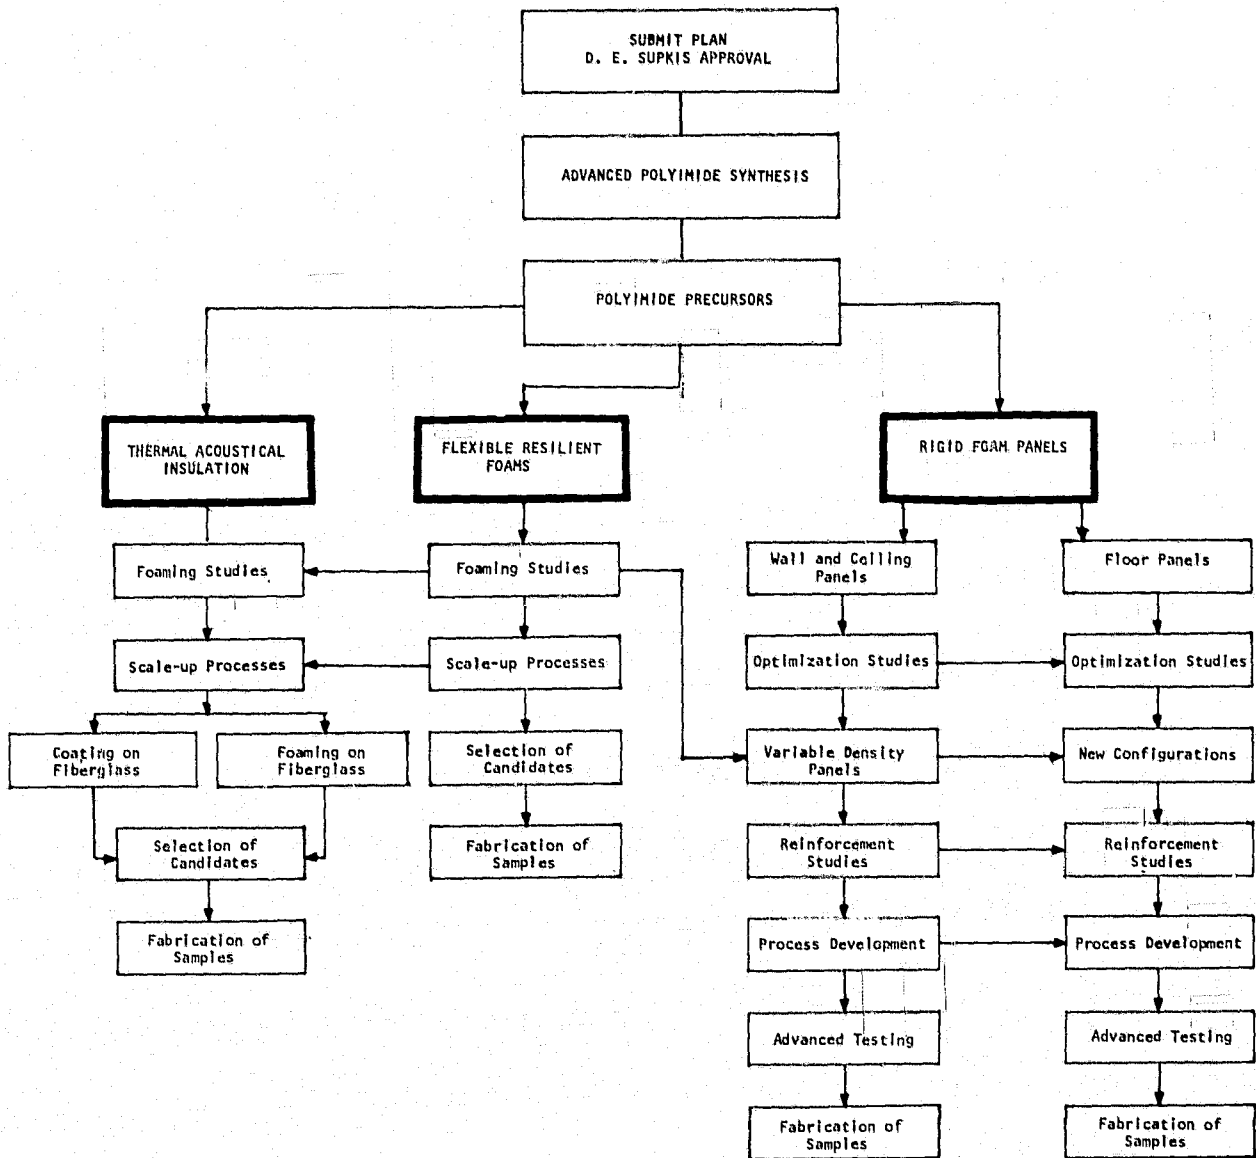 SUBMIT PLAN
D. E. SUPKIS APPROVAL
ADVANCED POLYIMIDE SYNTHESIS
POLYIMIDE PRECURSORS
THERMAL ACOUSTICAL
INSULATION
FLEXIBLE RESILIENT
FOAMS
RIGID FOAM PANELS
Foaming Studies
Foaming Studies
Wall and Ceiling
Panels
Floor Panels
Scale-up Processes
Scale-up Processes
Optimization Studies
Optimization Studies
Coating on
Fiberglass
Foaming on
Fiberglass
Selection of
Candidates
Variable Density
Panels
New Configurations
Selection of
Candidates
Fabrication of
Samples
Reinforcement
Studies
Reinforcement
Studies
Fabrication of
Samples
Process Development
Process Development
Advanced Testing
Advanced Testing
Fabrication of
Samples
Fabrication of
Samples